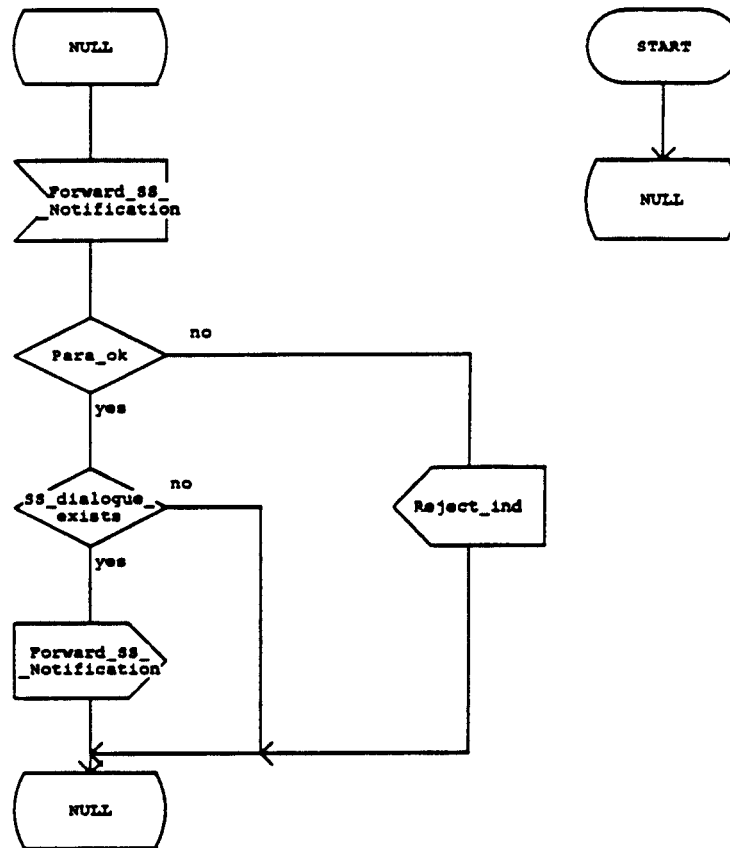 NULL
START
Forward_SS_
_Notification
NULL
Para_ok
no
yes
SS_dialogue_
exists
no
Reject_ind
yes
Forward_SS_
_Notification
NULL